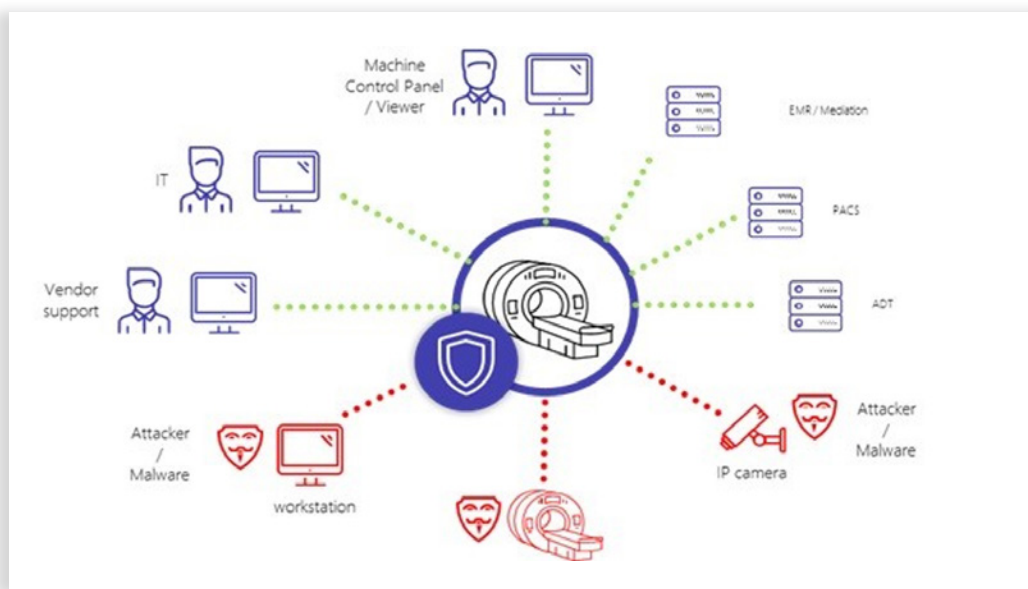 Machine
Control Panel
/ Viewer
EMR / Mediation
IT
PACS
Vendor
support
ADT
Attacker
/
Malware
workstation
IP camera
Attacker
/
Malware